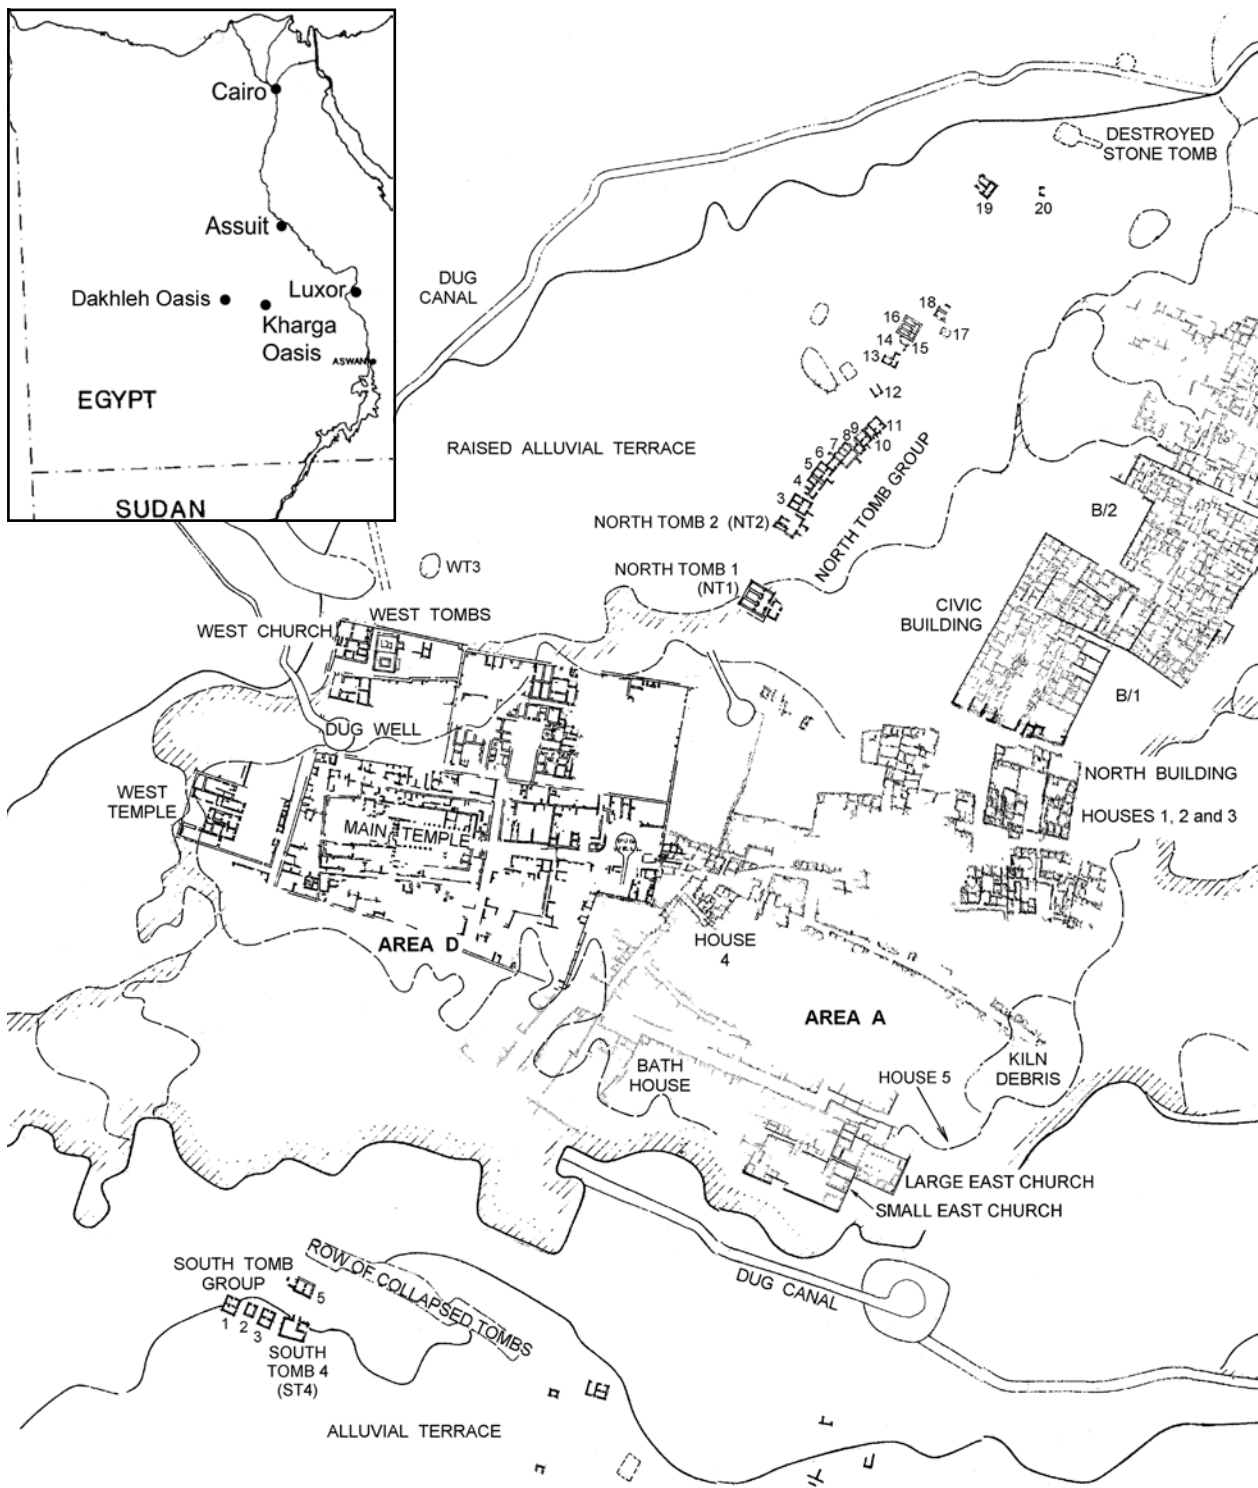 Cairo
Assuit
Dakhleh Oasis
Luxor
Kharga
Oasis
ASWAN
EGYPT
SUDAN
DESTROYED
STONE TOMB
19
20
DUG
CANAL
18
16
17
14
15
13
12
11
RAISED ALLUVIAL TERRACE
9
8
7
10
6
5
4
3
NORTH TOMB GROUP
B/2
NORTH TOMB 2 (NT2)
WT3
NORTH TOMB 1
(NT1)
WEST TOMBS
WEST CHURCH
CIVIC
BUILDING
B/1
DUG WELL
NORTH BUILDING
WEST
TEMPLE
HOUSES 1, 2 and 3
MAIN TEMPLE
DUG
AREA D
HOUSE
4
AREA A
BATH
HOUSE
HOUSE 5
KILN
DEBRIS
LARGE EAST CHURCH
SMALL EAST CHURCH
SOUTH TOMB
GROUP
ROW OF COLLAPSED TOMBS
DUG CANAL
5
1
2
3
SOUTH
TOMB 4
(ST4)
ALLUVIAL TERRACE